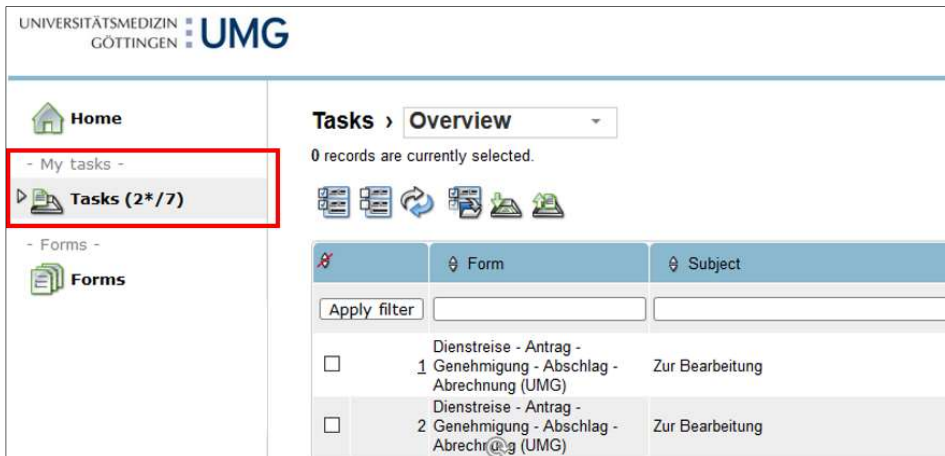 UNIVERSITÄTSMEDIZIN
GÖTTINGEN
UMG
Home
- My tasks -
Tasks (2*/7)
- Forms -
Forms
Tasks › Overview
0 records are currently selected.
Form Subject
Apply filter
Dienstreise - Antrag -
1 Genehmigung - Abschlag - Zur Bearbeitung
Abrechnung (UMG)
Dienstreise - Antrag -
2 Genehmigung - Abschlag - Zur Bearbeitung
Abrechnung (UMG)